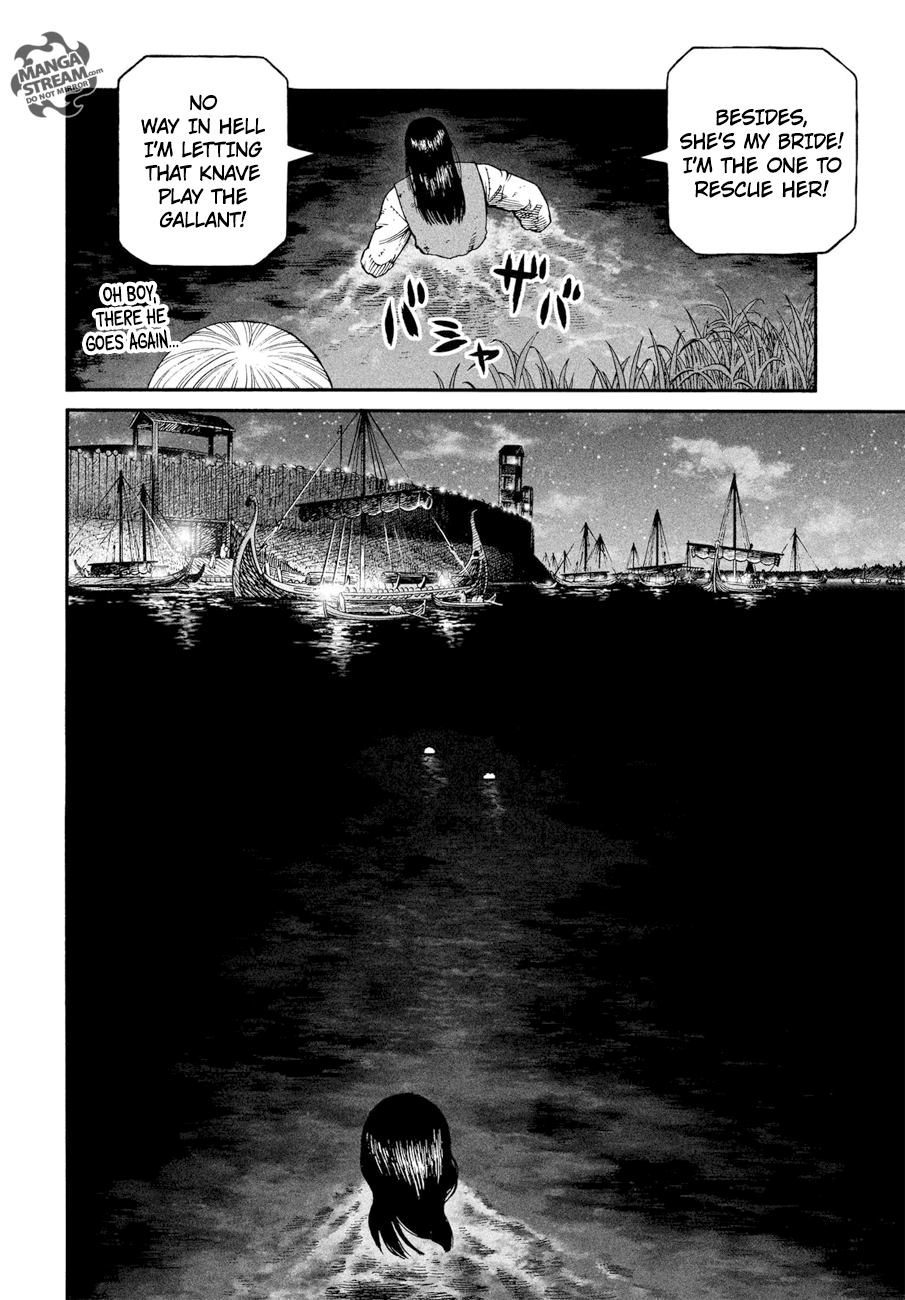 MANGA
STREAM.com
DO NOT MIRROR
BESIDES,
SHE'S MY BRIDE!
I'M THE ONE TO
RESCUE HER!
NO
WAY IN HELL
I'M LETTING
THAT KNAVE
PLAY THE
GALLANT!
ザバ
バシャ
OH BOY,
THERE HE
GOES AGAIN...